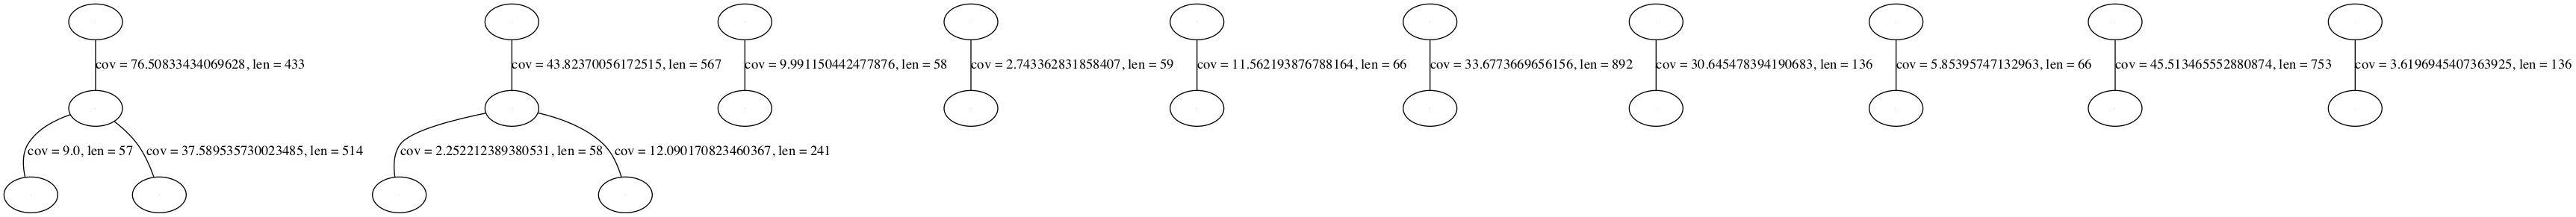 cov = 76.50833434069628, len = 433
cov = 43.82370056172515, len = 567
cov = 9.991150442477876, len = 58
cov = 2.743362831858407, len = 59
cov = 11.562193876788164, len = 66
cov = 33.6773669656156, len = 892
cov = 30.645478394190683, len = 136
cov = 5.85395747132963, len = 66
cov = 45.513465552880874, len = 753
cov = 3.6196945407363925, len = 136
cov = 9.0, len = 57
cov = 37.589535730023485, len = 514
cov = 2.252212389380531, len = 58
cov = 12.090170823460367, len = 241